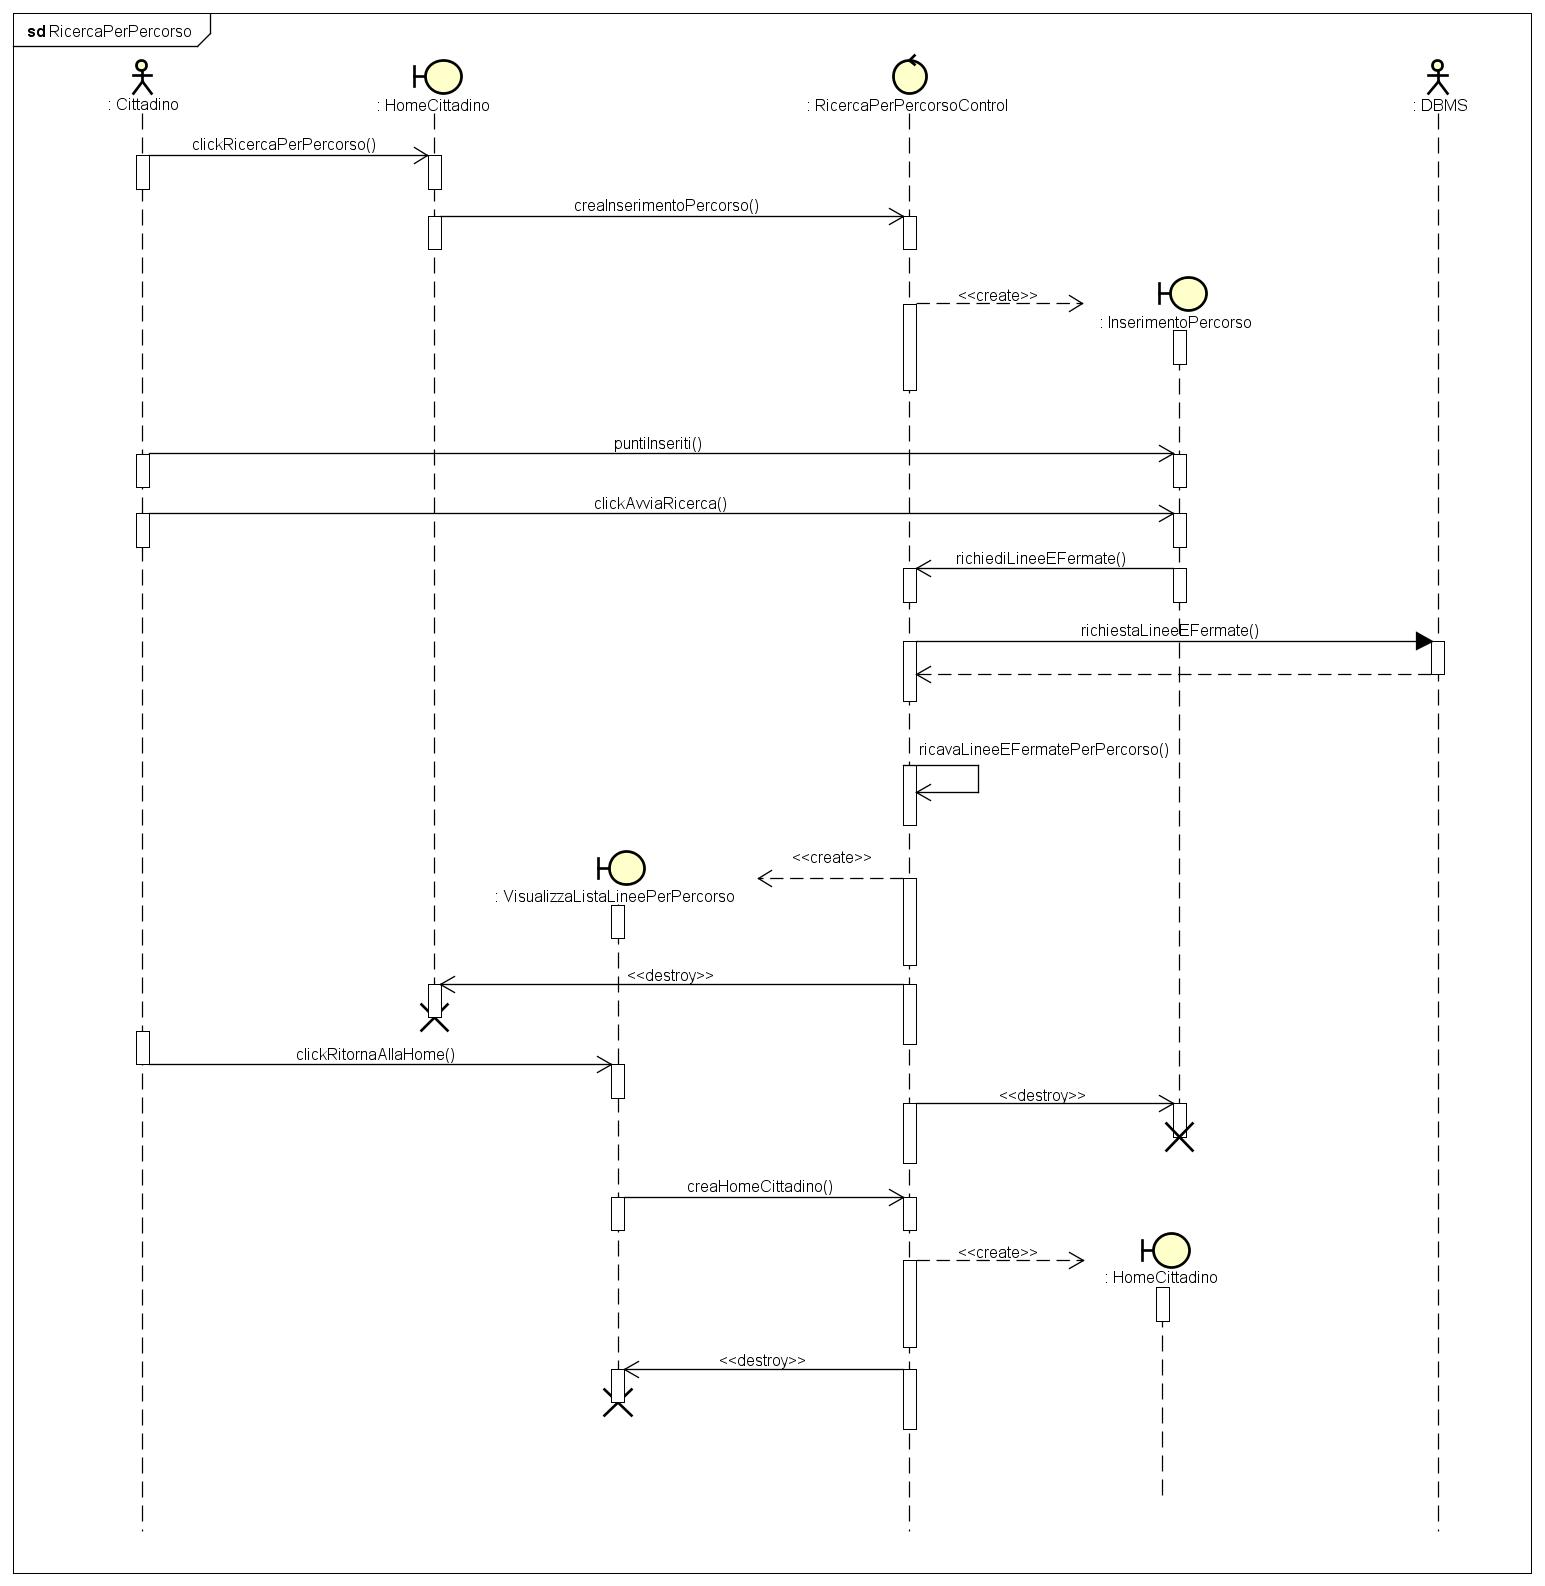 sd RicercaPerPercorso
: Cittadino
: HomeCittadino
: RicercaPerPercorsoControl
: DBMS
clickRicercaPerPercorso()
creaInserimentoPercorso()
<<create>>
: InserimentoPercorso
puntiInseriti()
clickAvviaRicerca()
richiediLineeEFermate()
richiestaLineeEFermate()
ricavaLineeEFermatePerPercorso()
<<create>>
: VisualizzaListaLineePerPercorso
<<destroy>>
clickRitornaAllaHome()
<<destroy>>
creaHomeCittadino()
<<create>>
: HomeCittadino
<<destroy>>